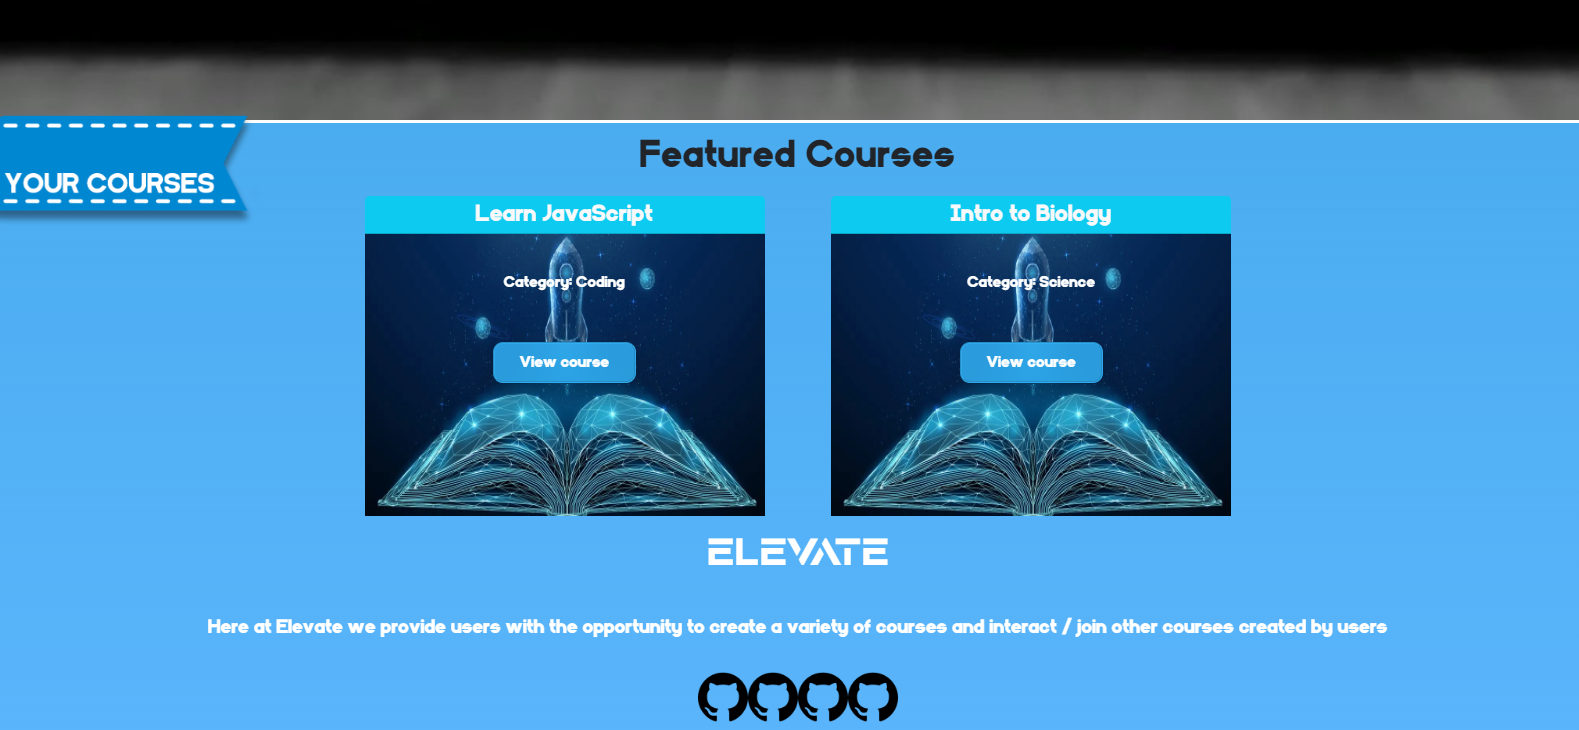 YOUR COURSES
Featured Courses
Learn JavaScript
Category: Coding
View course
Intro to Biology
Category: Science
View course
ELEVATE
Here at Elevate we provide users with the opportunity to create a variety of courses and interact / join other courses created by users